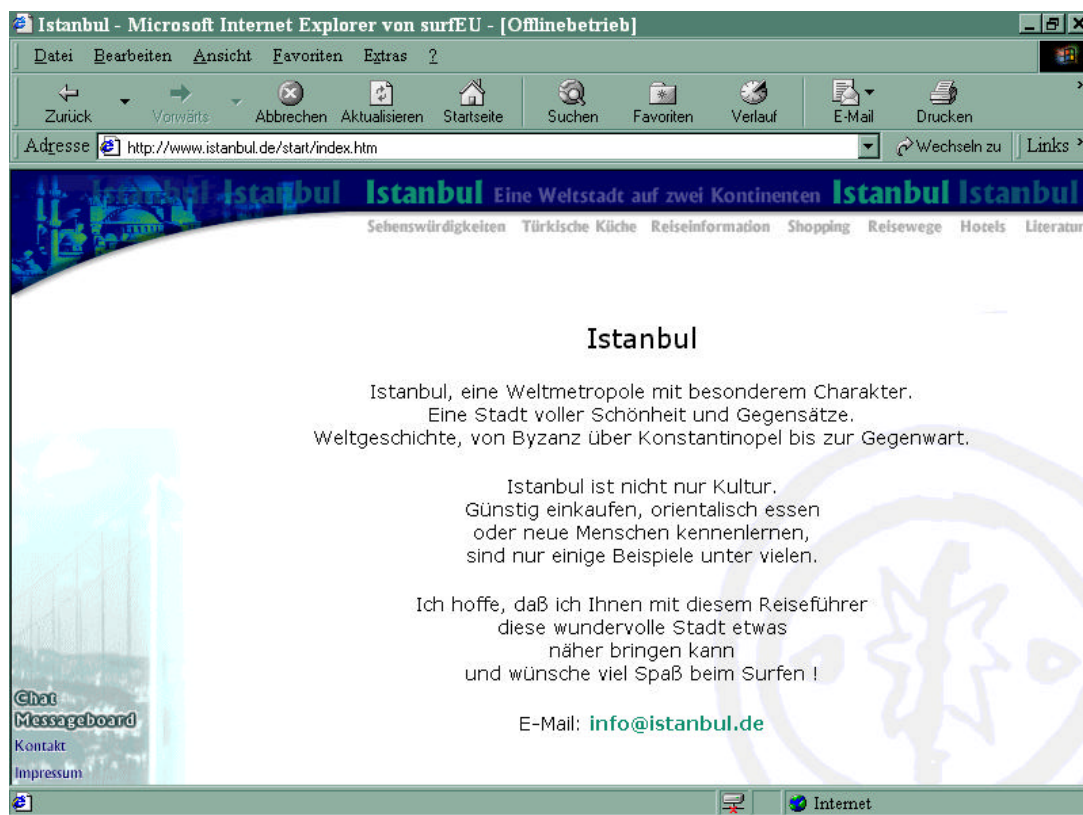 Istanbul - Microsoft Internet Explorer von surfEU - [Offlinebetrieb]
Datei Bearbeiten Ansicht Favoriten Extras ?
Zurück Vorwärts Abbrechen Aktualisieren Startseite Suchen Favoriten Verlauf E-Mail Drucken
Adresse http://www.istanbul.de/start/index.htm Wechseln zu Links
Istanbul Istanbul Istanbul Eine Weltstadt auf zwei Kontinenten Istanbul Istanbul
Sehenswürdigkeiten Türkische Küche Reiseinformation Shopping Reisewege Hotels Literatur
Istanbul
Istanbul, eine Weltmetropole mit besonderem Charakter.
Eine Stadt voller Schönheit und Gegensätze.
Weltgeschichte, von Byzanz über Konstantinopel bis zur Gegenwart.
Istanbul ist nicht nur Kultur.
Günstig einkaufen, orientalisch essen
oder neue Menschen kennenlernen,
sind nur einige Beispiele unter vielen.
Ich hoffe, daß ich Ihnen mit diesem Reiseführer
diese wundervolle Stadt etwas
näher bringen kann
und wünsche viel Spaß beim Surfen !
E-Mail: info@istanbul.de
Chat
Messageboard
Kontakt
Impressum
Internet